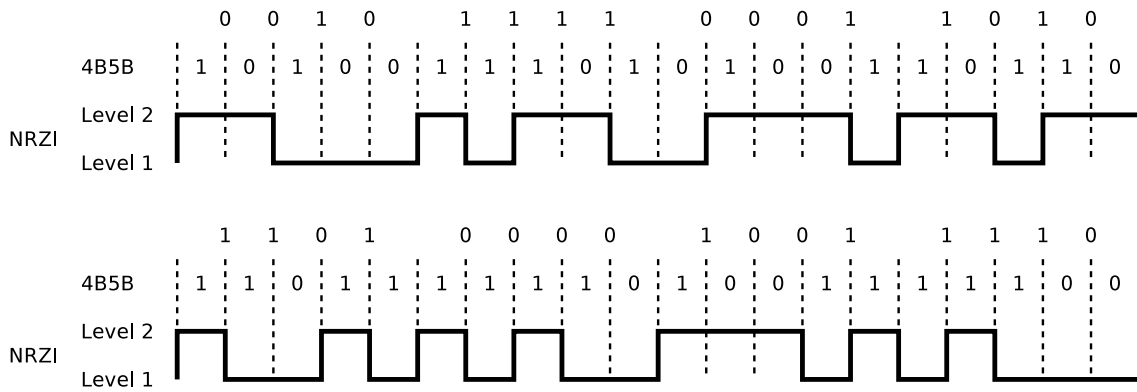 0 0 1 0 1 1 1 1 0 0 0 1 1 0 1 0
4B5B 1 0 1 0 0 1 1 1 0 1 0 1 0 0 1 1 0 1 1 0
Level 2
NRZI
Level 1
1 1 0 1 0 0 0 0 1 0 0 1 1 1 1 0
4B5B 1 1 0 1 1 1 1 1 1 0 1 0 0 1 1 1 1 1 0 0
Level 2
NRZI
Level 1